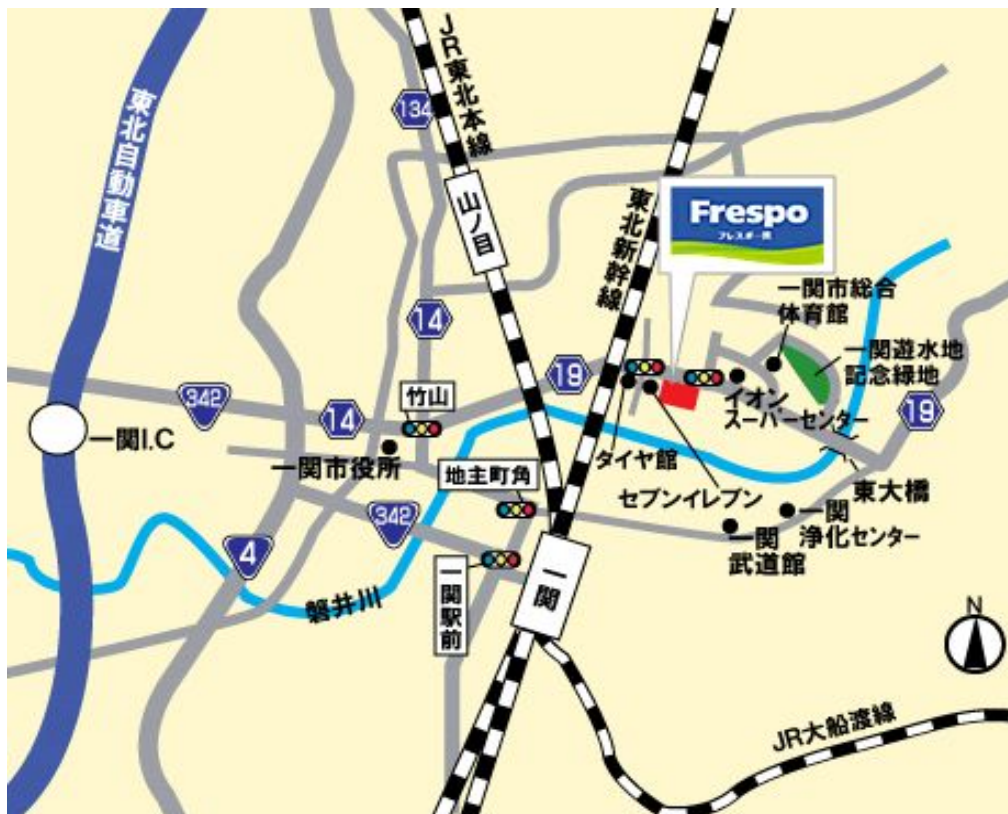 東北自動車道
JR東北本線
134
山ノ目
東北新幹線
Frespo
フレスポ一関
一関市総合
体育館
一関遊水地
記念緑地
14
19
342
14
竹山
イオン
スーパーセンター
19
一関I.C
一関市役所
ダイヤ館
地主町角
セブンイレブン
東大橋
342
一関
浄化センター
一関
武道館
4
一関
磐井川
一関駅前
N
JR大船渡線